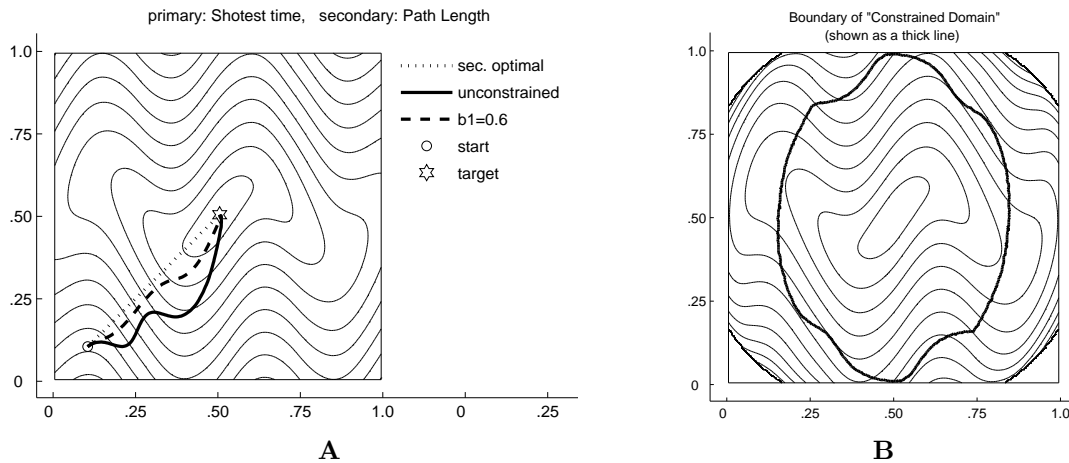 primary: Shotest time, secondary: Path Length
1.0
.75
.50
.25
0
0 .25 .50 .75 1.0 0 .25
sec. optimal
unconstrained
b1=0.6
start
target
A
Boundary of "Constrained Domain"
(shown as a thick line)
1.0
.75
.50
.25
0
0 .25 .50 .75 1.0
B